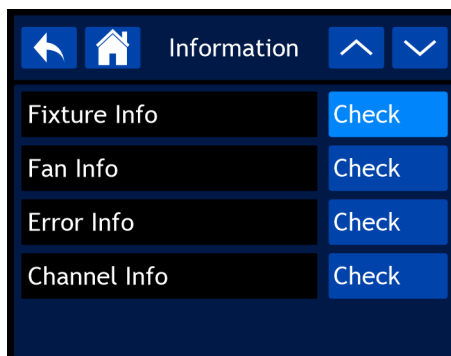 Information
Fixture Info Check
Fan Info Check
Error Info Check
Channel Info Check